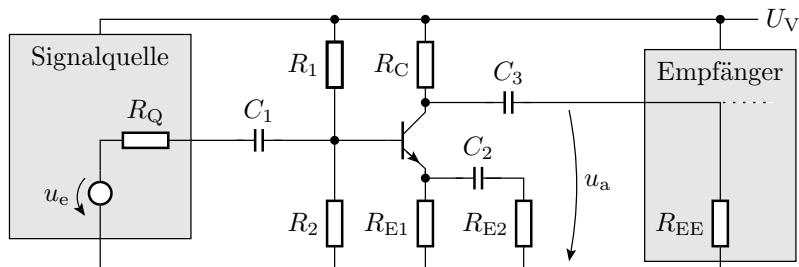 U_V
Signalquelle
Empfänger
R_1
R_C
C_3
R_Q
C_1
C_2
u_e
u_a
R_2
R_E1
R_E2
R_EE